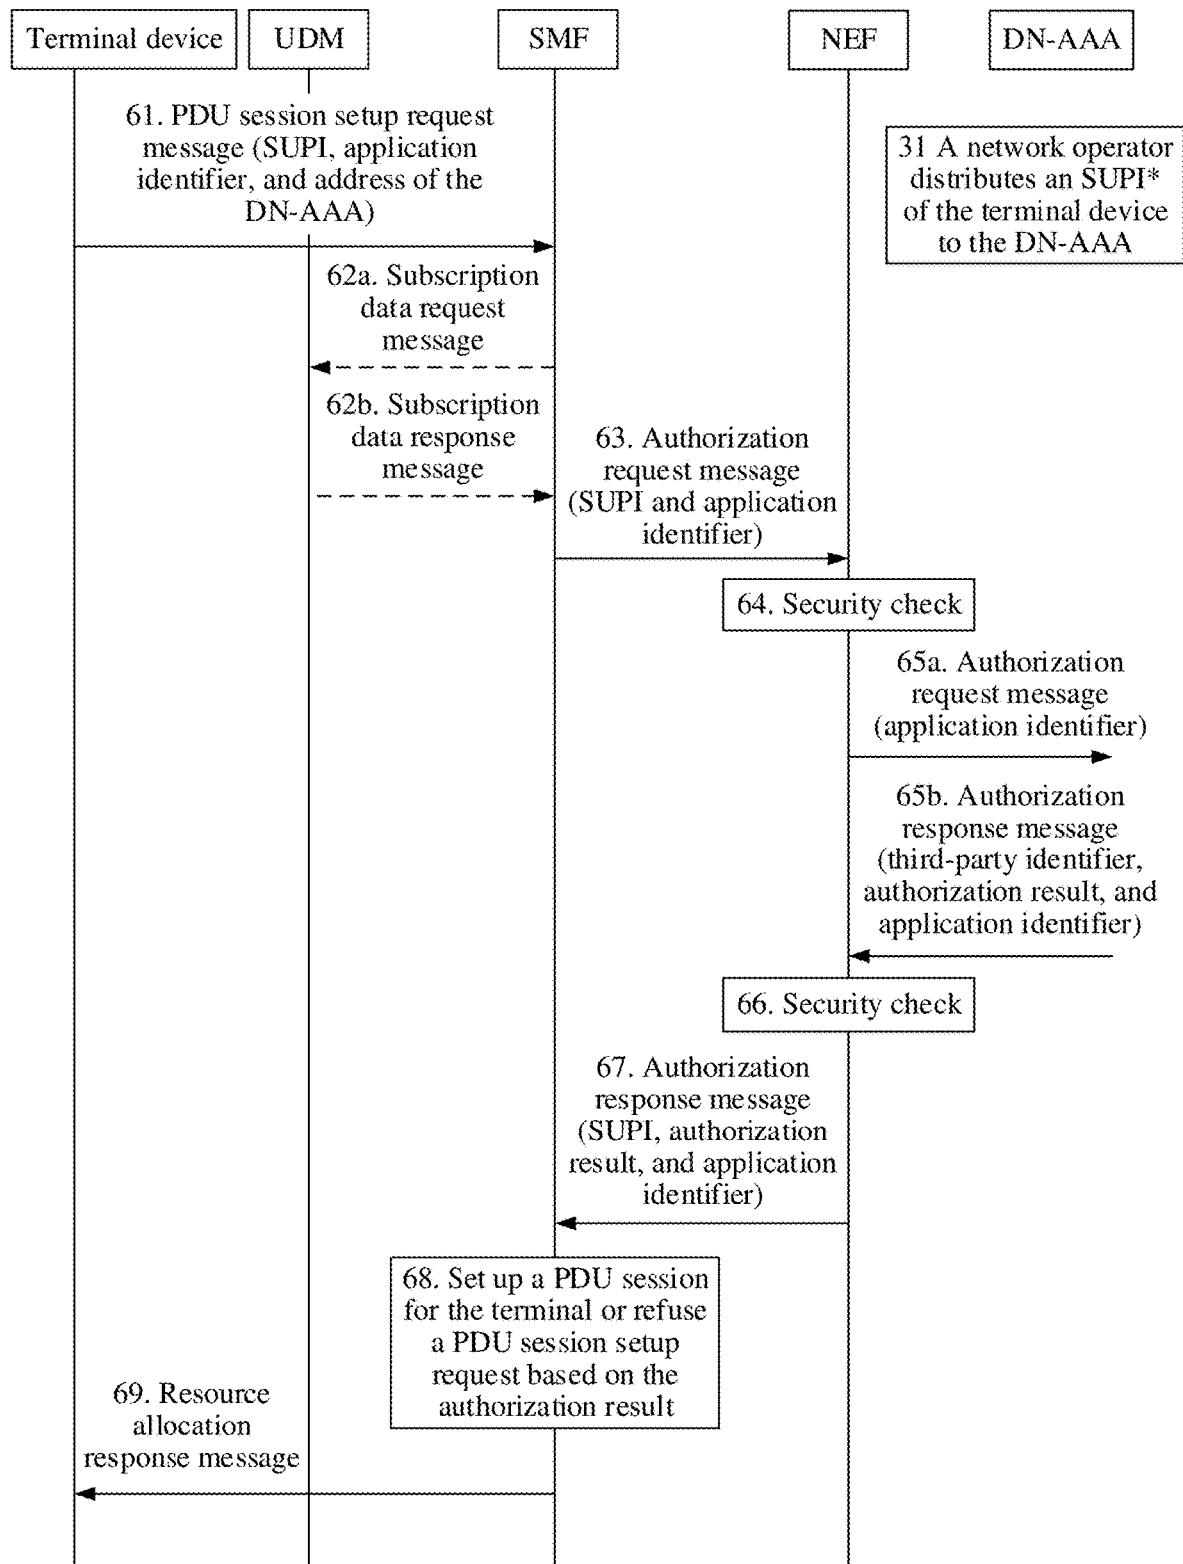 Terminal device
UDM
SMF
NEF
DN-AAA
61. PDU session setup request
message (SUPI, application
identifier, and address of the
DN-AAA)
31 A network operator
distributes an SUPI*
of the terminal device
to the DN-AAA
62a. Subscription
data request
message
62b. Subscription
data response
message
63. Authorization
request message
(SUPI and application
identifier)
64. Security check
65a. Authorization
request message
(application identifier)
65b. Authorization
response message
(third-party identifier,
authorization result, and
application identifier)
66. Security check
67. Authorization
response message
(SUPI, authorization
result, and application
identifier)
68. Set up a PDU session
for the terminal or refuse
a PDU session setup
request based on the
authorization result
69. Resource
allocation
response message